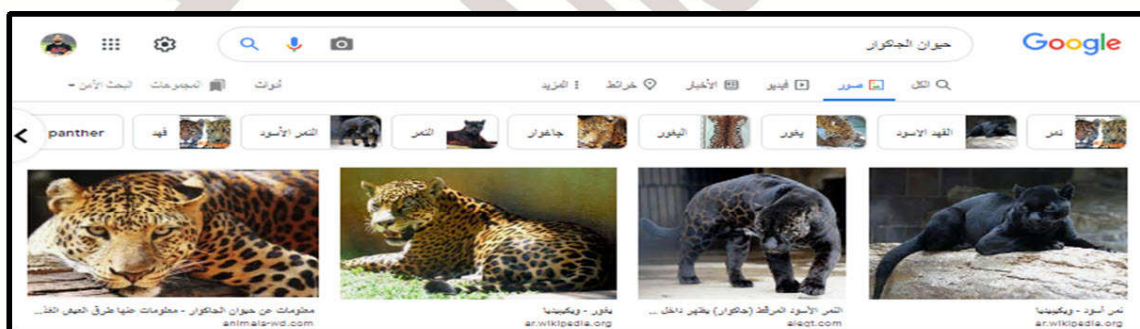 Google
حيوان الجاكوار
الكل صور فيديو الأخبار خرائط المزيد أدوات المجموعات البحث الآمن
نمر الفهد الاسود يغور اليغور جاغوار النمر النمر الأسود فهد panther
نمر أسود - ويكيبيديا
ar.wikipedia.org
النمر الأسود المرقط (جاكوار) يظهر داخل ...
aleqt.com
يغور - ويكيبيديا
ar.wikipedia.org
معلومات عن حيوان الجاكوار - معلومات عنها طرق العيش الغذ...
animals-wd.com